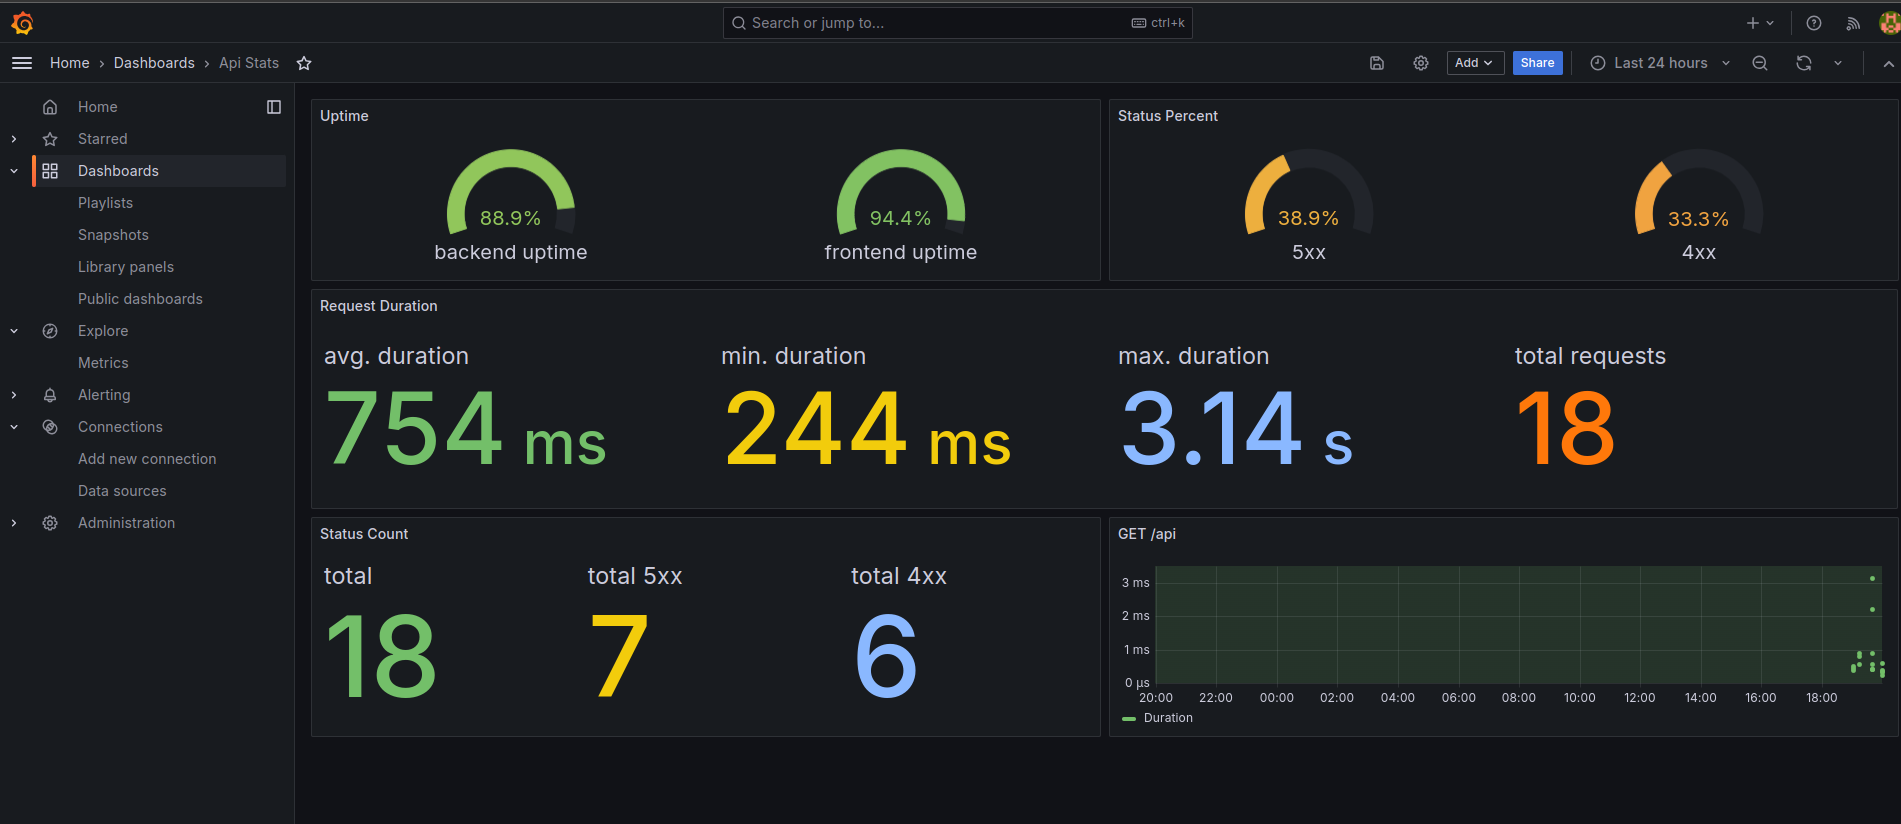 Search or jump to... ctrl+k
Home › Dashboards › Api Stats
Add
Share
Last 24 hours
Home
Starred
Dashboards
Playlists
Snapshots
Library panels
Public dashboards
Explore
Metrics
Alerting
Connections
Add new connection
Data sources
Administration
Uptime
88.9%
backend uptime
94.4%
frontend uptime
Status Percent
38.9%
5xx
33.3%
4xx
Request Duration
avg. duration
754 ms
min. duration
244 ms
max. duration
3.14 s
total requests
18
Status Count
total
18
total 5xx
7
total 4xx
6
GET /api
3 ms
2 ms
1 ms
0 µs
20:00 22:00 00:00 02:00 04:00 06:00 08:00 10:00 12:00 14:00 16:00 18:00
Duration